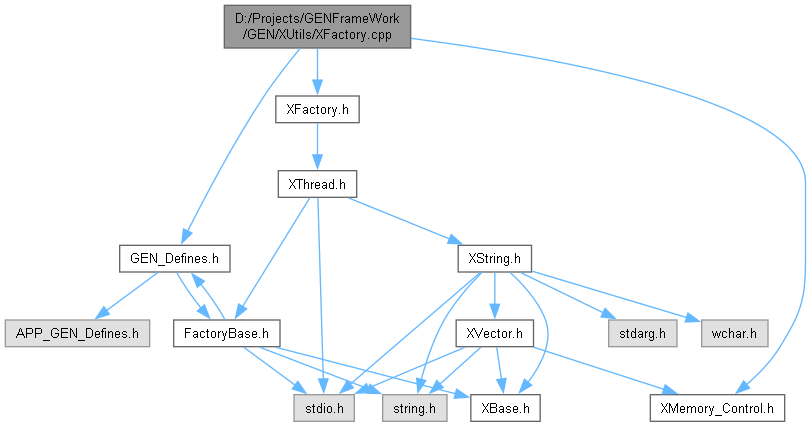 D:/Projects/GENFrameWork
/GEN/XUtils/XFactory.cpp
XFactory.h
XThread.h
GEN_Defines.h
XString.h
APP_GEN_Defines.h
FactoryBase.h
XVector.h
stdarg.h
wchar.h
stdio.h
string.h
XBase.h
XMemory_Control.h